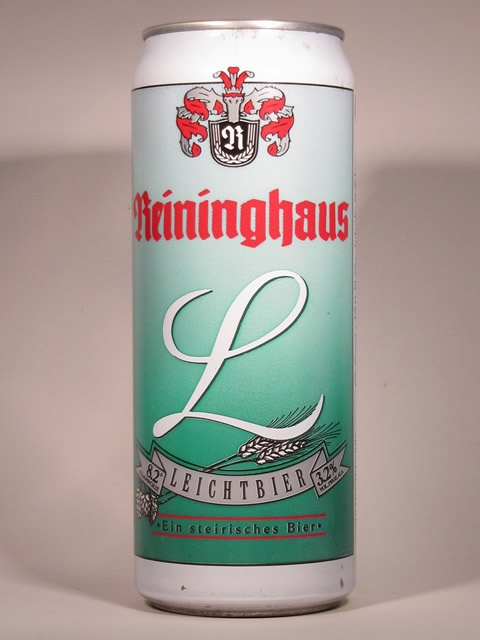 R
Reininghaus
L
8,2° LEICHTBIER 3,2%
•Ein steirisches Bier•